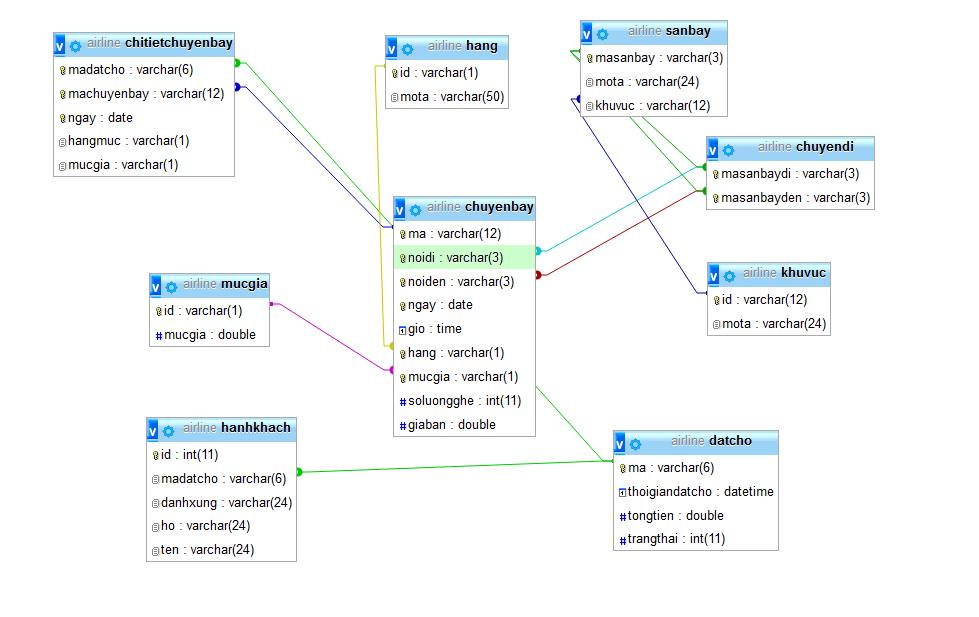 airline chitietchuyenbay
madatcho : varchar(6)
machuyenbay : varchar(12)
ngay : date
hangmuc : varchar(1)
mucgia : varchar(1)
airline hang
id : varchar(1)
mota : varchar(50)
airline sanbay
masanbay : varchar(3)
mota : varchar(24)
khuvuc : varchar(12)
airline chuyendi
masanbaydi : varchar(3)
masanbayden : varchar(3)
airline chuyenbay
ma : varchar(12)
noidi : varchar(3)
noiden : varchar(3)
ngay : date
gio : time
hang : varchar(1)
mucgia : varchar(1)
soluongghe : int(11)
giaban : double
airline mucgia
id : varchar(1)
mucgia : double
airline khuvuc
id : varchar(12)
mota : varchar(24)
airline hanhkhach
id : int(11)
madatcho : varchar(6)
danhxung : varchar(24)
ho : varchar(24)
ten : varchar(24)
airline datcho
ma : varchar(6)
thoigiandatcho : datetime
tongtien : double
trangthai : int(11)